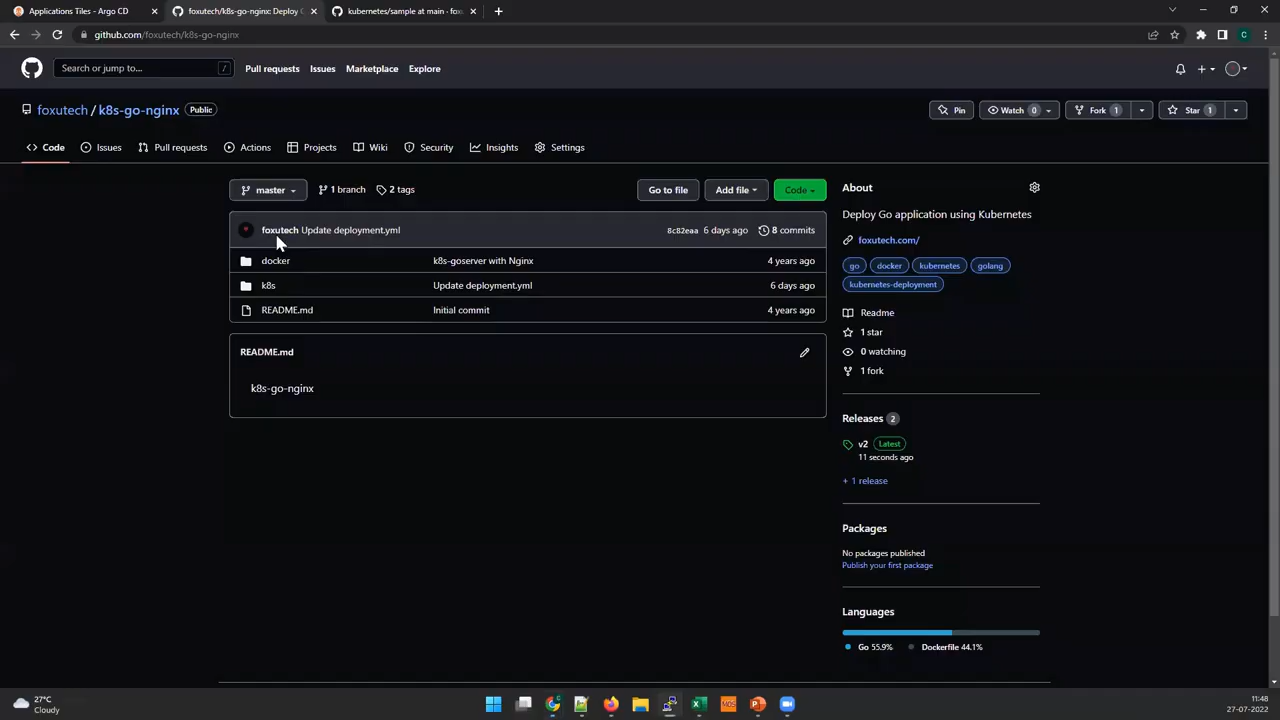 Applications Tiles - Argo CD
foxutech/k8s-go-nginx: Deploy
kubernetes/sample at main · fox
github.com/foxutech/k8s-go-nginx
C
Search or jump to...
/
Pull requests
Issues
Marketplace
Explore
foxutech / k8s-go-nginx
Public
Pin
Watch 0
Fork 1
Star 1
Code
Issues
Pull requests
Actions
Projects
Wiki
Security
Insights
Settings
master
1 branch
2 tags
Go to file
Add file
Code
foxutech Update deployment.yml
8c82eaa 6 days ago
8 commits
docker
k8s-goserver with Nginx
4 years ago
k8s
Update deployment.yml
6 days ago
README.md
Initial commit
4 years ago
README.md
k8s-go-nginx
About
Deploy Go application using Kubernetes
foxutech.com/
go docker kubernetes golang
kubernetes-deployment
Readme
1 star
0 watching
1 fork
Releases 2
v2 Latest
11 seconds ago
+ 1 release
Packages
No packages published
Publish your first package
Languages
Go 55.9%
Dockerfile 44.1%
27°C
Cloudy
11:48
27-07-2022